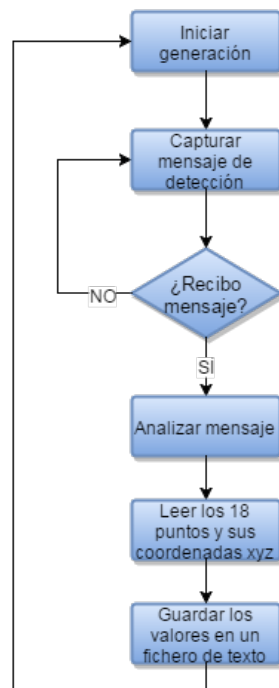 Iniciar
generación
Capturar
mensaje de
detección
¿Recibo
mensaje?
NO
SÍ
Analizar mensaje
Leer los 18
puntos y sus
coordenadas xyz
Guardar los
valores en un
fichero de texto